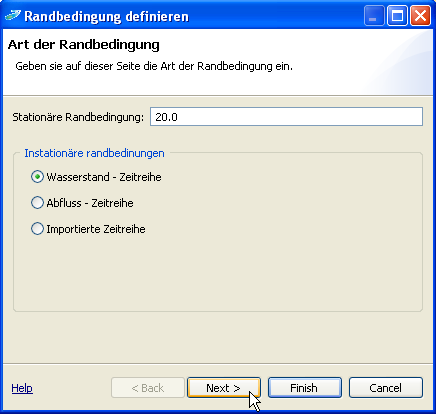 Randbedingung definieren
Art der Randbedingung
Geben sie auf dieser Seite die Art der Randbedingung ein.
Stationäre Randbedingung: 20.0
Instationäre randbedinungen
Wasserstand - Zeitreihe
Abfluss - Zeitreihe
Importierte Zeitreihe
Help < Back Next > Finish Cancel